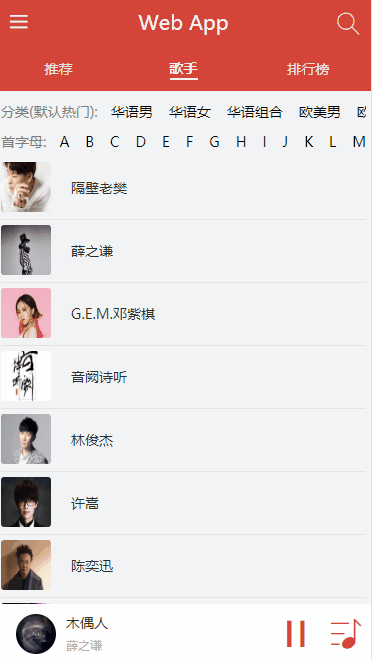 Web App
推荐 歌手 排行榜
分类(默认热门): 华语男 华语女 华语组合 欧美男 欧
首字母: A B C D E F G H I J K L M
隔壁老樊
薛之谦
G.E.M.邓紫棋
音阙诗听
林俊杰
许嵩
陈奕迅
木偶人
薛之谦